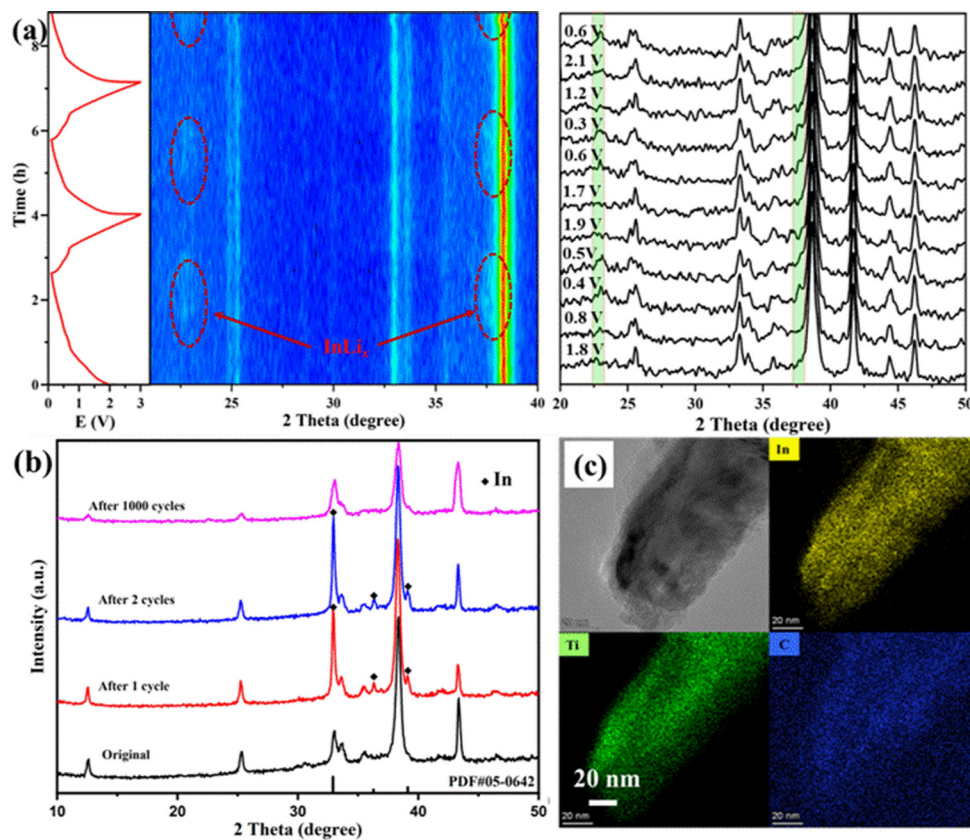 (a)
8
6
4
2
0
Time (h)
0 1 2 3
E (V)
InLiₓ
25 30 35 40
2 Theta (degree)
0.6 V
2.1 V
1.2 V
0.3 V
0.6 V
1.7 V
1.9 V
0.5 V
0.4 V
0.8 V
1.8 V
20 25 30 35 40 45 50
2 Theta (degree)
(b)
In
After 1000 cycles
After 2 cycles
After 1 cycle
Original
PDF#05-0642
Intensity (a.u.)
10 20 30 40 50
2 Theta (degree)
(c)
In
20 nm
Ti
20 nm
20 nm
C
20 nm